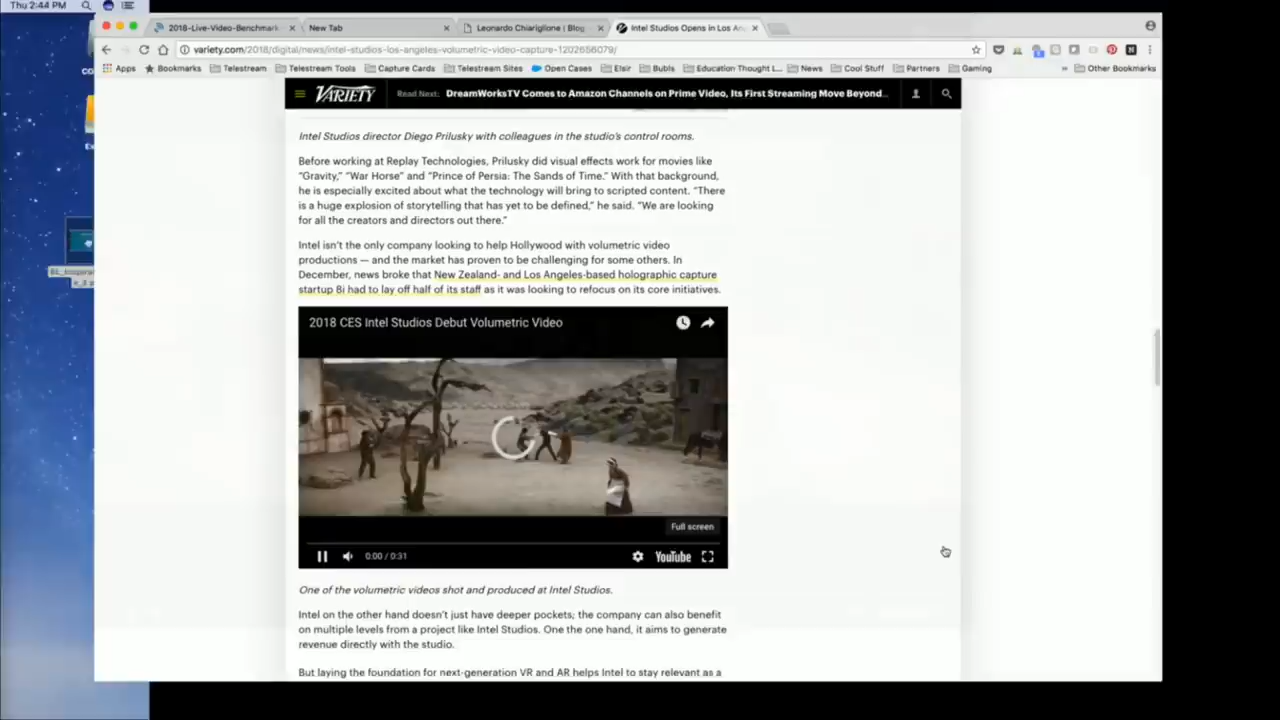 Thu 2:44 PM
2018-Live-Video-Benchmark
New Tab
Leonardo Chiariglione | Blog
Intel Studios Opens in Los An
variety.com/2018/digital/news/intel-studios-los-angeles-volumetric-video-capture-1202656079/
Apps Bookmarks Telestream Telestream Tools Capture Cards Telestream Sites Open Cases Elsir Bubls Education Thought L... News Cool Stuff Partners Gaming » Other Bookmarks
VARIETY Read Next: DreamWorksTV Comes to Amazon Channels on Prime Video, Its First Streaming Move Beyond...
Intel Studios director Diego Prilusky with colleagues in the studio's control rooms.
Before working at Replay Technologies, Prilusky did visual effects work for movies like
"Gravity," "War Horse" and "Prince of Persia: The Sands of Time." With that background,
he is especially excited about what the technology will bring to scripted content. "There
is a huge explosion of storytelling that has yet to be defined," he said. "We are looking
for all the creators and directors out there."
Intel isn't the only company looking to help Hollywood with volumetric video
productions — and the market has proven to be challenging for some others. In
December, news broke that New Zealand- and Los Angeles-based holographic capture
startup 8i had to lay off half of its staff as it was looking to refocus on its core initiatives.
2018 CES Intel Studios Debut Volumetric Video
Full screen
0:00 / 0:31
YouTube
One of the volumetric videos shot and produced at Intel Studios.
Intel on the other hand doesn't just have deeper pockets; the company can also benefit
on multiple levels from a project like Intel Studios. One the one hand, it aims to generate
revenue directly with the studio.
But laying the foundation for next-generation VR and AR helps Intel to stay relevant as a